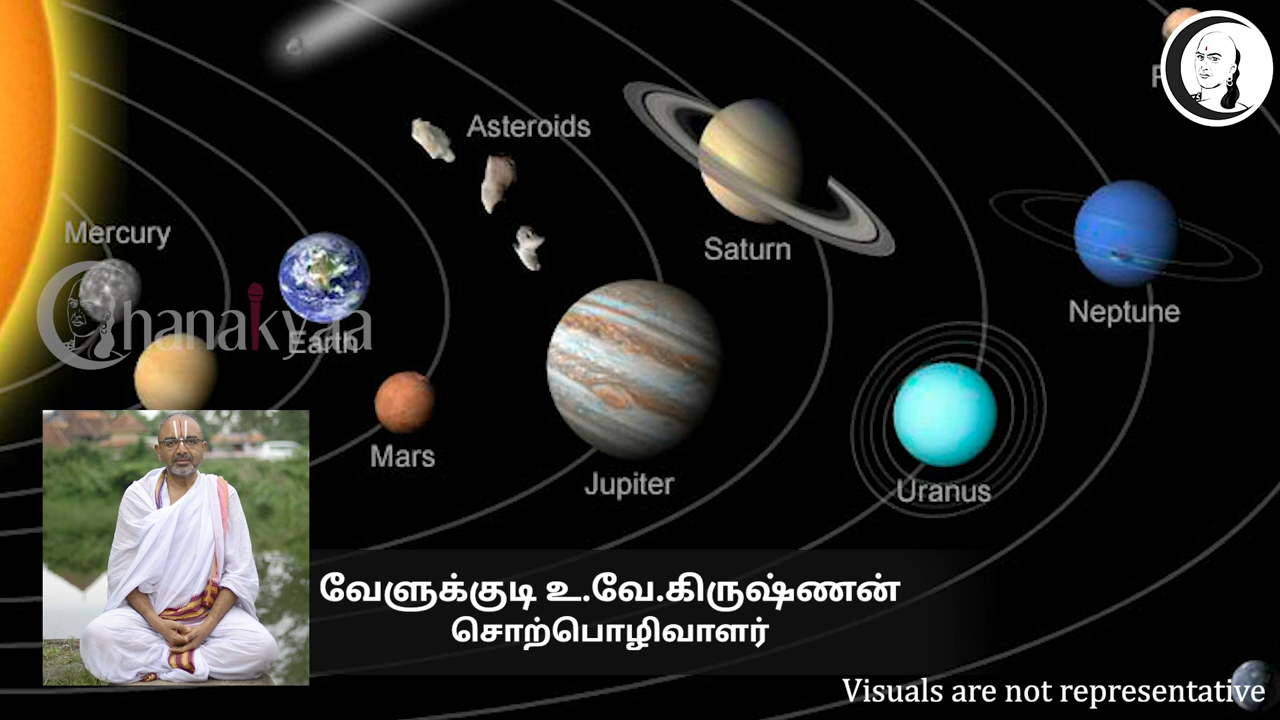 Asteroids
Mercury
Saturn
Chanakyaa
Earth
Neptune
Mars
Jupiter
Uranus
வேளுக்குடி உ.வே.கிருஷ்ணன்
சொற்பொழிவாளர்
Visuals are not representative